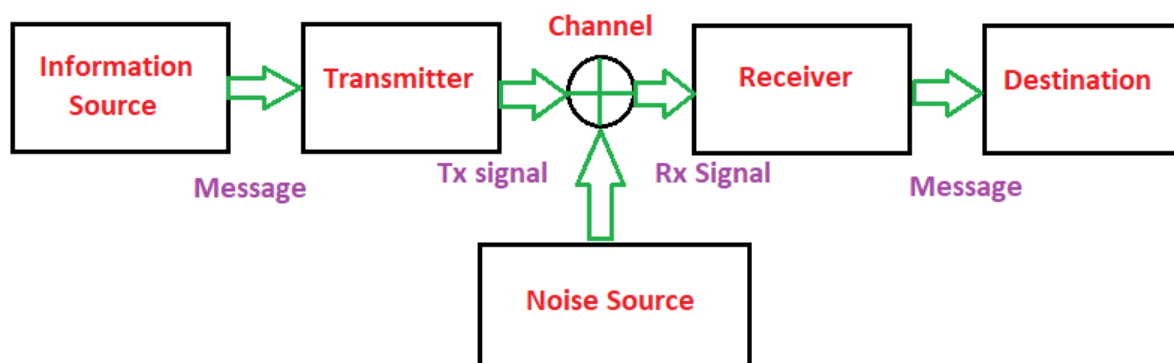 Channel
Information
Source
Transmitter
Receiver
Destination
Message
Tx signal
Rx Signal
Message
Noise Source